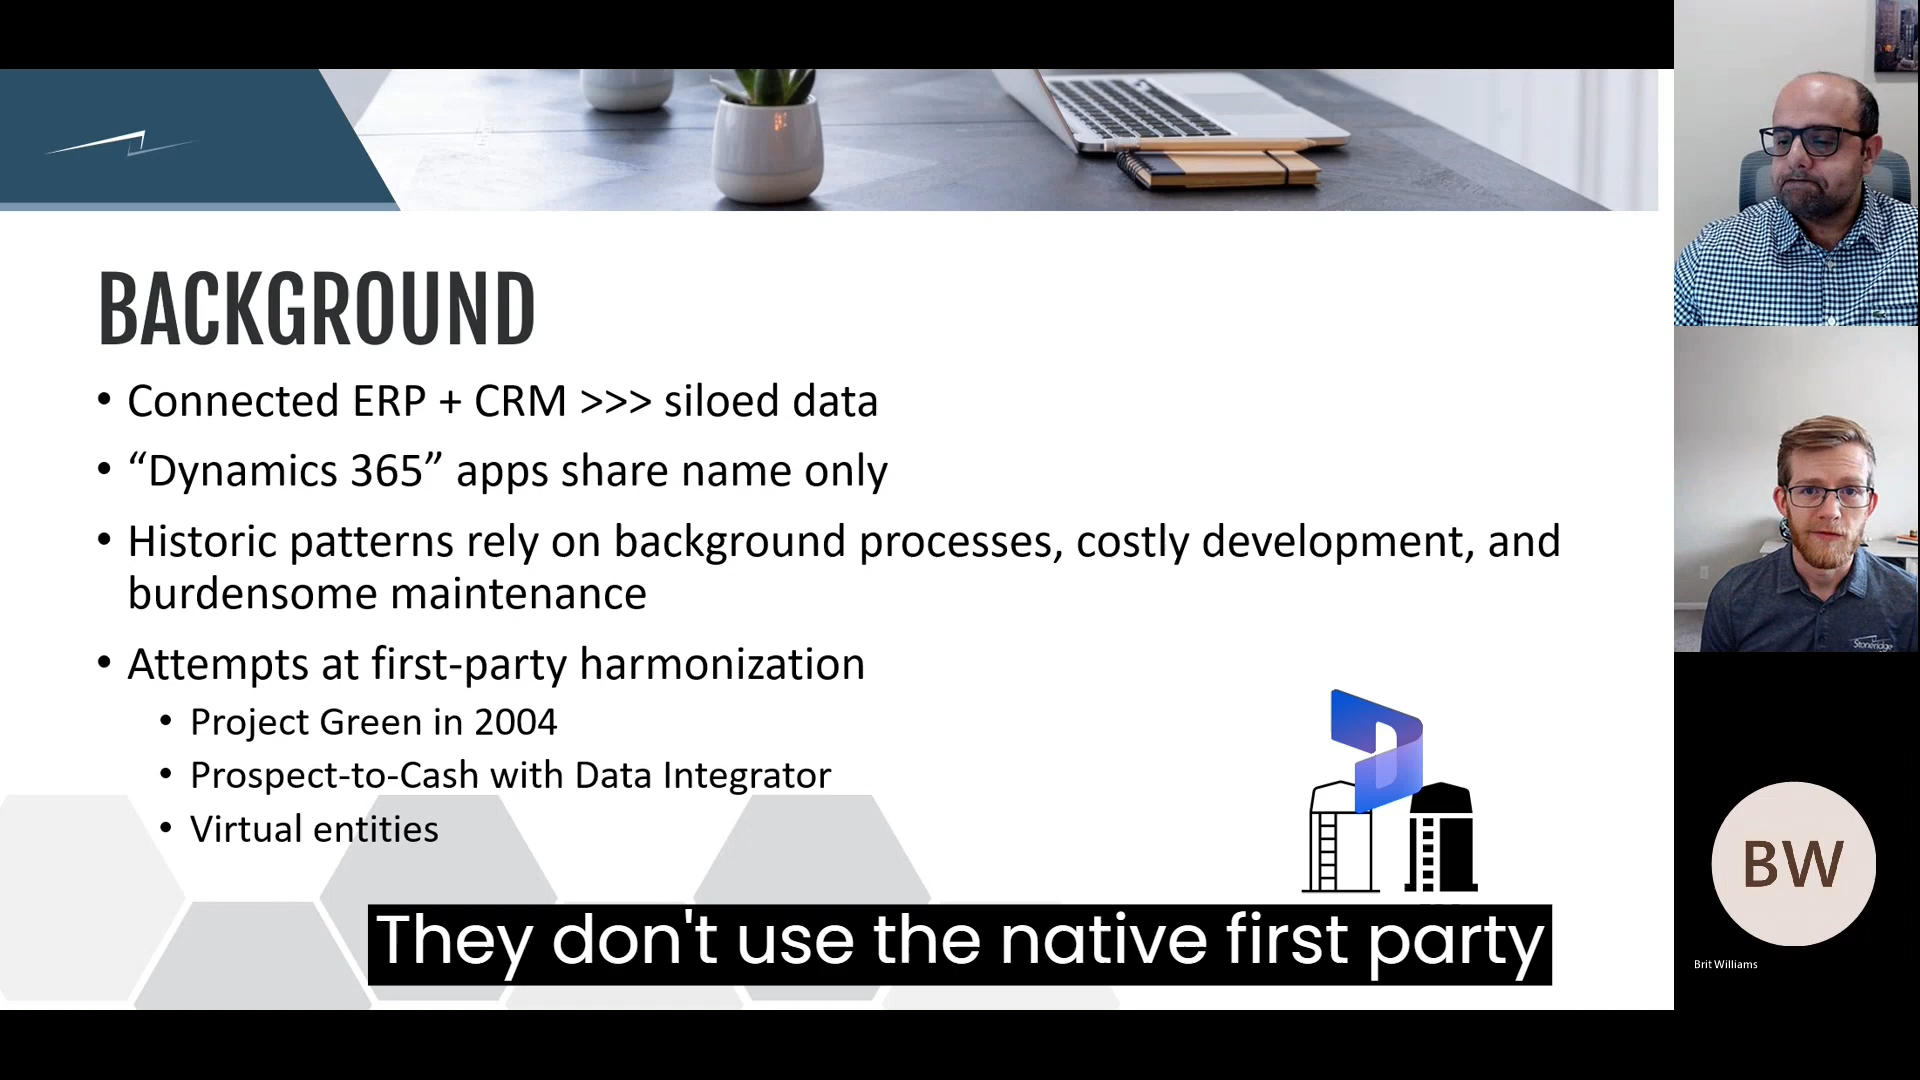 BACKGROUND
• Connected ERP + CRM >>> siloed data
• “Dynamics 365” apps share name only
• Historic patterns rely on background processes, costly development, and
burdensome maintenance
• Attempts at first-party harmonization
• Project Green in 2004
• Prospect-to-Cash with Data Integrator
• Virtual entities
They don't use the native first party
Stoneridge
BW
Brit Williams